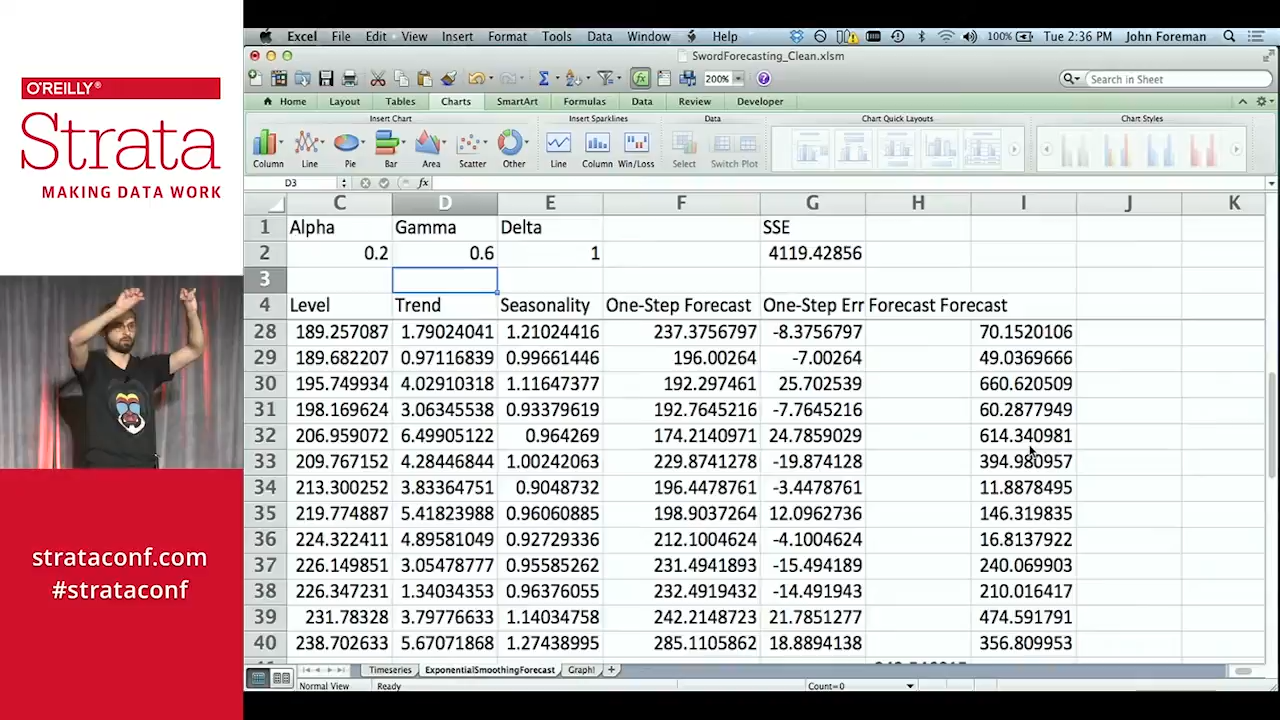 O'REILLY®
Strata
MAKING DATA WORK
strataconf.com
#strataconf
Excel File Edit View Insert Format Tools Data Window Help 100% Tue 2:36 PM John Foreman
SwordForecasting_Clean.xlsm
200% Search in Sheet
Home Layout Tables Charts SmartArt Formulas Data Review Developer
Insert Chart Insert Sparklines Data Chart Quick Layouts Chart Styles
Column Line Pie Bar Area Scatter Other Line Column Win/Loss Select Switch Plot
D3 fx
C D E F G H I J K
1 Alpha Gamma Delta SSE
2 0.2 0.6 1 4119.42856
3
4 Level Trend Seasonality One-Step Forecast One-Step Err Forecast Forecast
28 189.257087 1.79024041 1.21024416 237.3756797 -8.3756797 70.1520106
29 189.682207 0.97116839 0.99661446 196.00264 -7.00264 49.0369666
30 195.749934 4.02910318 1.11647377 192.297461 25.702539 660.620509
31 198.169624 3.06345538 0.93379619 192.7645216 -7.7645216 60.2877949
32 206.959072 6.49905122 0.964269 174.2140971 24.7859029 614.340981
33 209.767152 4.28446844 1.00242063 229.8741278 -19.874128 394.980957
34 213.300252 3.83364751 0.9048732 196.4478761 -3.4478761 11.8878495
35 219.774887 5.41823988 0.96060885 198.9037264 12.0962736 146.319835
36 224.322411 4.89581049 0.92729336 212.1004624 -4.1004624 16.8137922
37 226.149851 3.05478777 0.95585262 231.4941893 -15.494189 240.069903
38 226.347231 1.34034353 0.96376055 232.4919432 -14.491943 210.016417
39 231.78328 3.79776633 1.14034758 242.2148723 21.7851277 474.591791
40 238.702633 5.67071868 1.27438995 285.1105862 18.8894138 356.809953
Timeseries ExponentialSmoothingForecast Graph! +
Normal View Ready Count=0